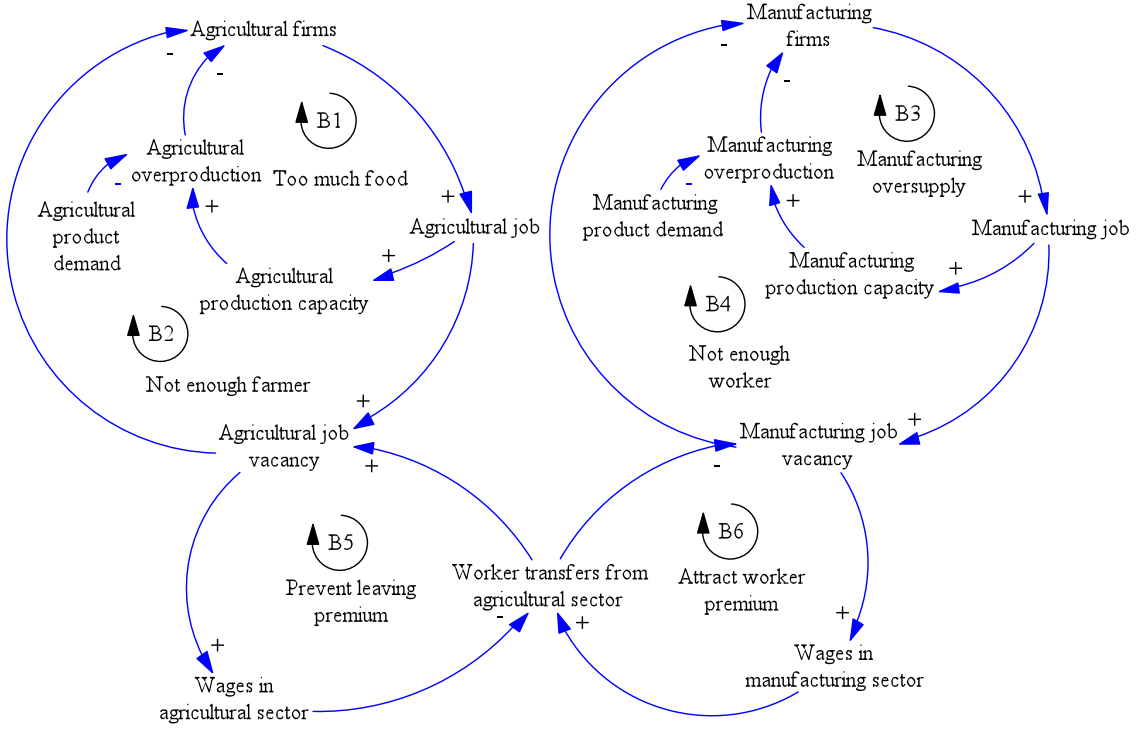 Agricultural firms
-
-
B1
Too much food
Agricultural
overproduction
-
Agricultural
product
demand
+
+
Agricultural job
+
Agricultural
production capacity
B2
Not enough farmer
+
Agricultural job
vacancy
+
B5
Prevent leaving
premium
+
Wages in
agricultural sector
-
Worker transfers from
agricultural sector
Manufacturing
firms
-
-
B3
Manufacturing
oversupply
Manufacturing
overproduction
-
Manufacturing
product demand
+
+
Manufacturing job
+
Manufacturing
production capacity
B4
Not enough
worker
+
Manufacturing job
vacancy
-
B6
Attract worker
premium
+
+
Wages in
manufacturing sector